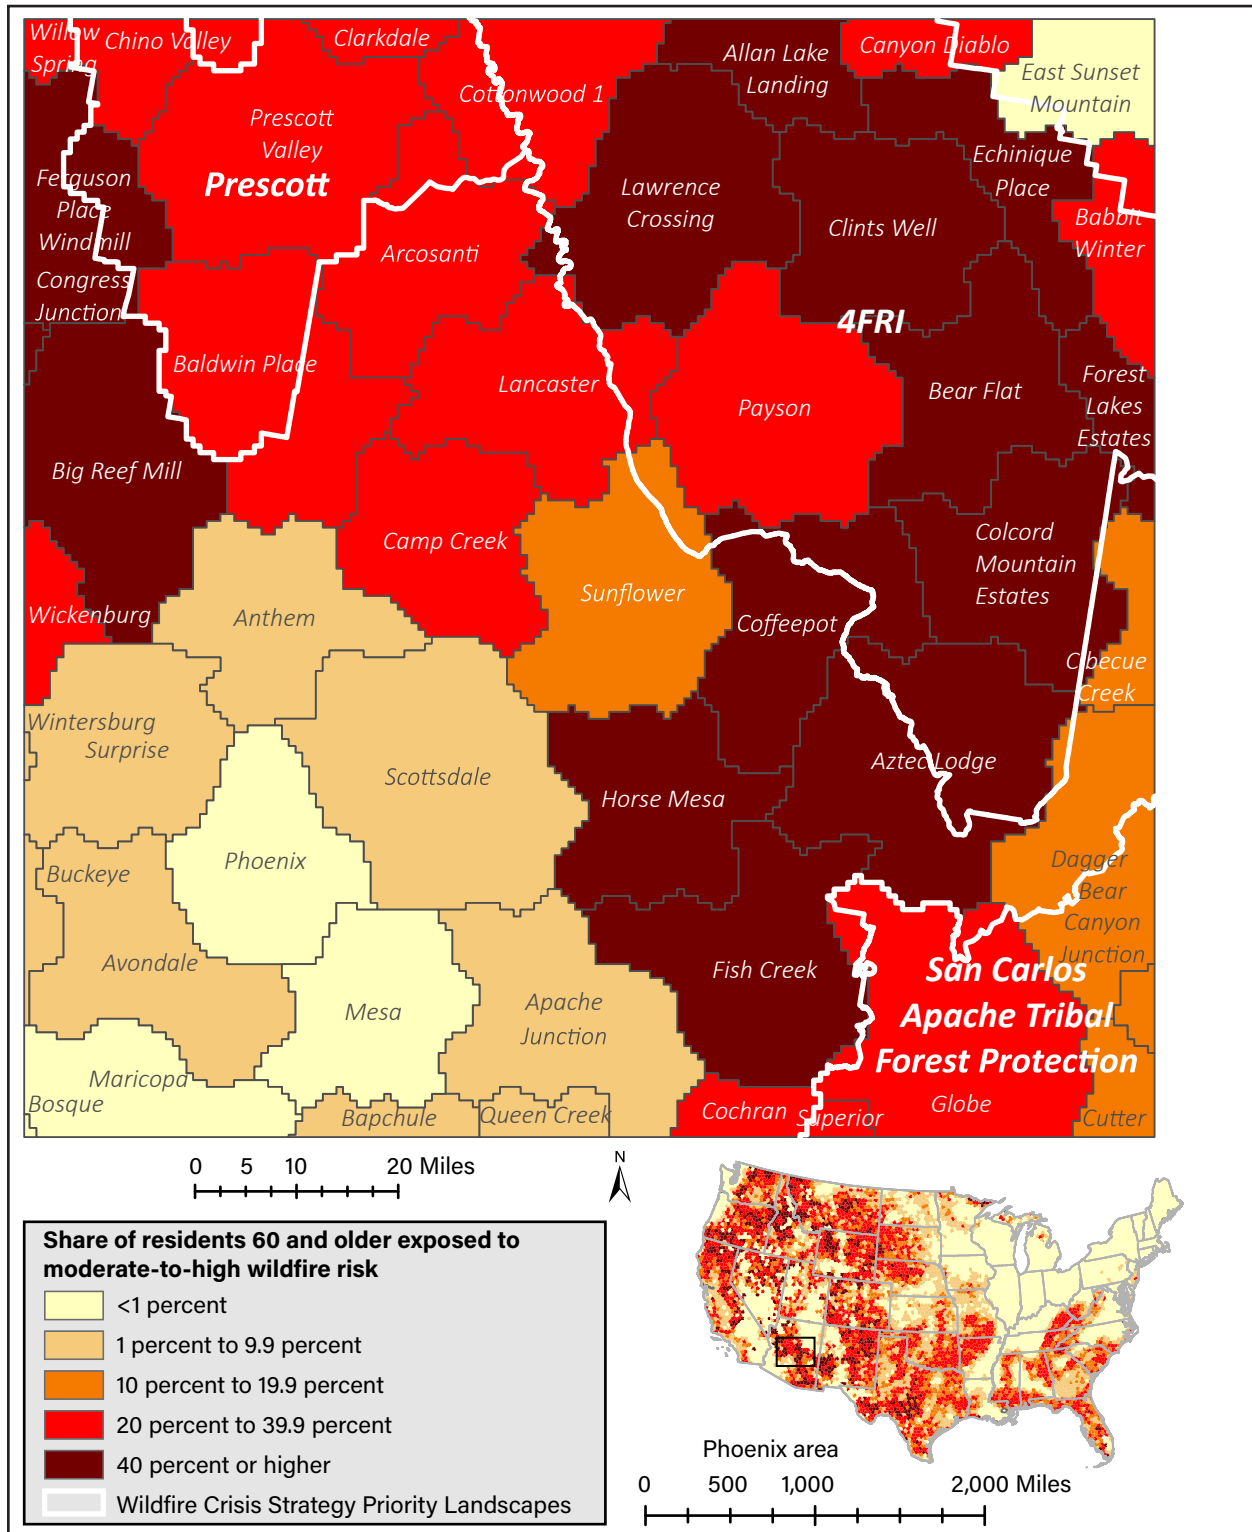 Willow
Spring
Chino Valley
Clarkdale
Cottonwood 1
Allan Lake
Landing
Canyon Diablo
East Sunset
Mountain
Prescott
Valley
Prescott
Echinique
Place
Ferguson
Place
Windmill
Lawrence
Crossing
Clints Well
Babbit
Winter
Arcosanti
Congress
Junction
4FRI
Baldwin Place
Lancaster
Payson
Bear Flat
Forest
Lakes
Estates
Big Reef Mill
Camp Creek
Colcord
Mountain
Estates
Wickenburg
Anthem
Sunflower
Coffeepot
Cibecue
Creek
Wintersburg
Surprise
Scottsdale
Horse Mesa
Aztec Lodge
Buckeye
Phoenix
Dagger
Bear
Canyon
Junction
Avondale
Mesa
Apache
Junction
Fish Creek
San Carlos
Apache Tribal
Forest Protection
Maricopa
Bosque
Bapchule
Queen Creek
Cochran
Superior
Globe
Cutter
0 5 10 20 Miles
N
Share of residents 60 and older exposed to
moderate-to-high wildfire risk
<1 percent
1 percent to 9.9 percent
10 percent to 19.9 percent
20 percent to 39.9 percent
40 percent or higher
Wildfire Crisis Strategy Priority Landscapes
Phoenix area
0 500 1,000 2,000 Miles